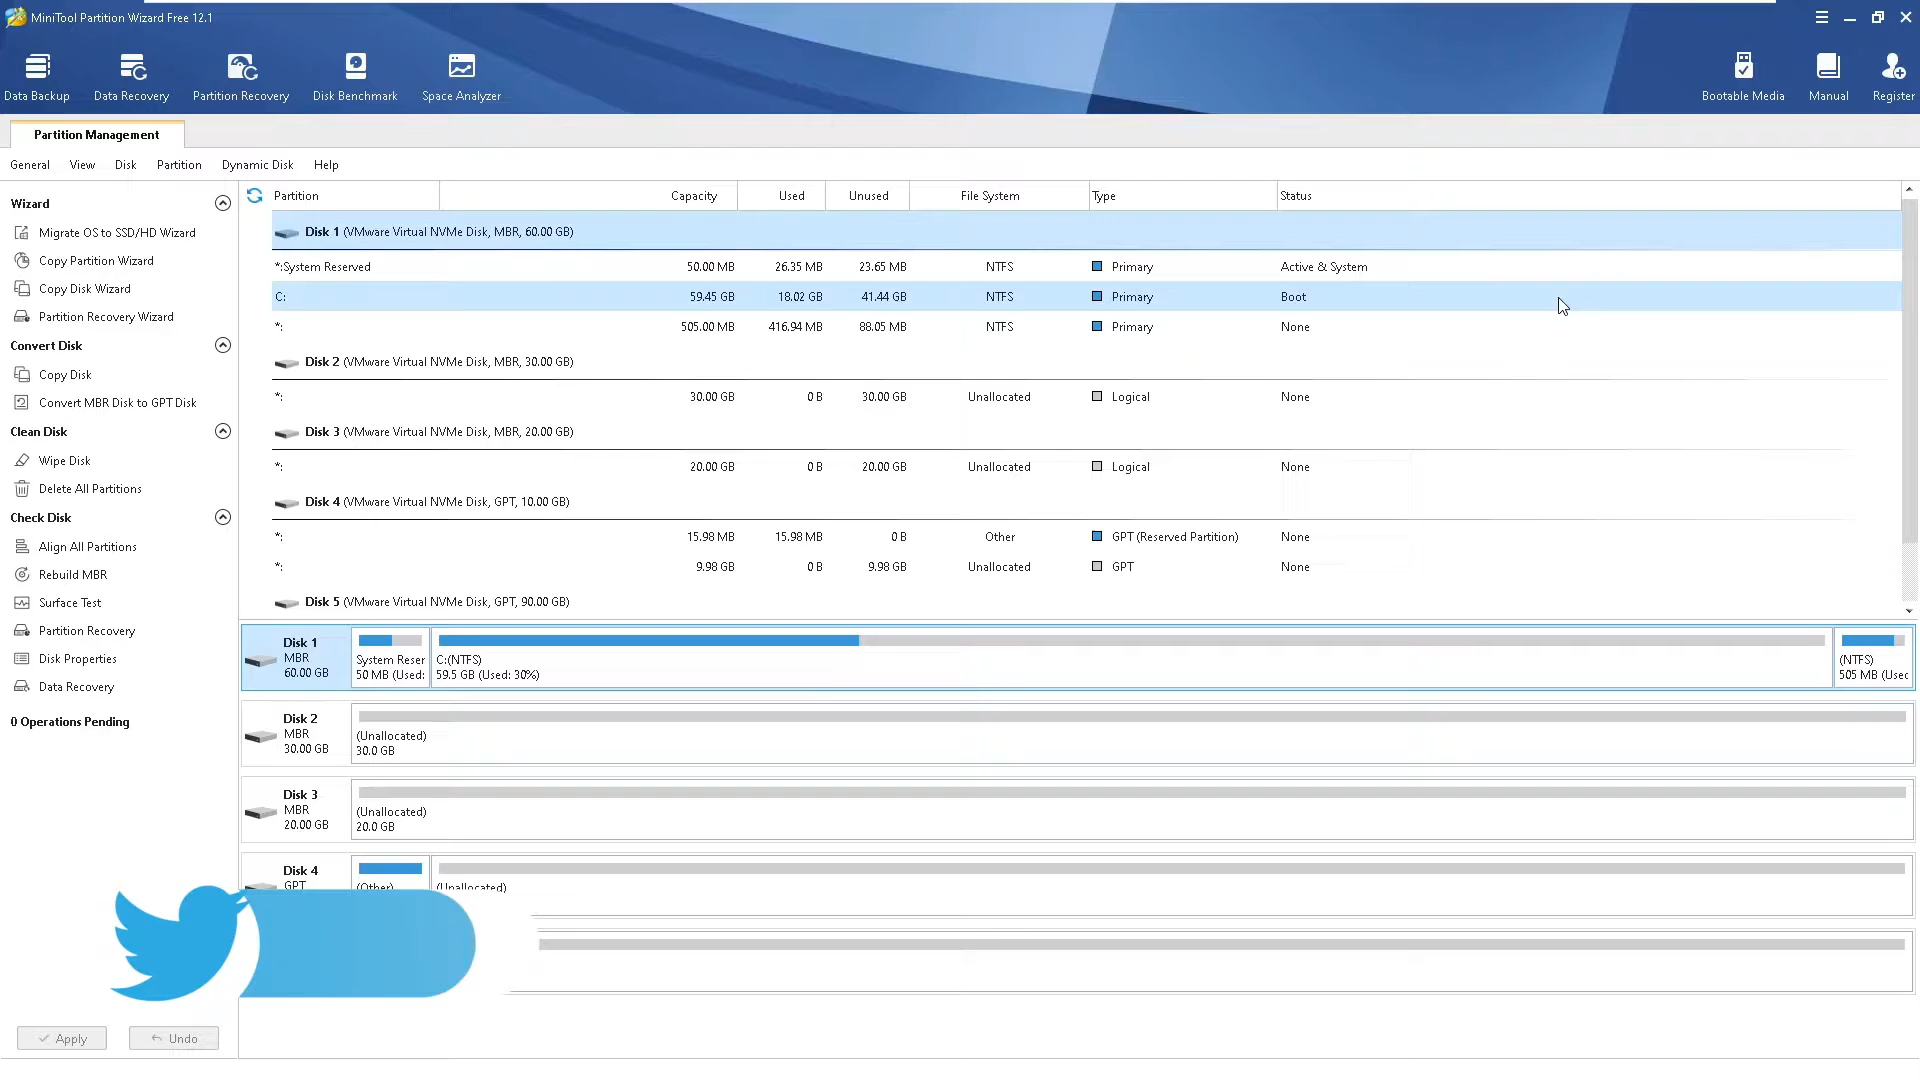 MiniTool Partition Wizard Free 12.1
Data Backup Data Recovery Partition Recovery Disk Benchmark Space Analyzer Bootable Media Manual Register
Partition Management
General View Disk Partition Dynamic Disk Help
Wizard
Migrate OS to SSD/HD Wizard
Copy Partition Wizard
Copy Disk Wizard
Partition Recovery Wizard
Convert Disk
Copy Disk
Convert MBR Disk to GPT Disk
Clean Disk
Wipe Disk
Delete All Partitions
Check Disk
Align All Partitions
Rebuild MBR
Surface Test
Partition Recovery
Disk Properties
Data Recovery
0 Operations Pending
Apply Undo
Partition Capacity Used Unused File System Type Status
Disk 1 (VMware Virtual NVMe Disk, MBR, 60.00 GB)
*:System Reserved 50.00 MB 26.35 MB 23.65 MB NTFS Primary Active & System
C: 59.45 GB 18.02 GB 41.44 GB NTFS Primary Boot
*: 505.00 MB 416.94 MB 88.05 MB NTFS Primary None
Disk 2 (VMware Virtual NVMe Disk, MBR, 30.00 GB)
*: 30.00 GB 0 B 30.00 GB Unallocated Logical None
Disk 3 (VMware Virtual NVMe Disk, MBR, 20.00 GB)
*: 20.00 GB 0 B 20.00 GB Unallocated Logical None
Disk 4 (VMware Virtual NVMe Disk, GPT, 10.00 GB)
*: 15.98 MB 15.98 MB 0 B Other GPT (Reserved Partition) None
*: 9.98 GB 0 B 9.98 GB Unallocated GPT None
Disk 5 (VMware Virtual NVMe Disk, GPT, 90.00 GB)
Disk 1
MBR
60.00 GB
System Reser
50 MB (Used:
C:(NTFS)
59.5 GB (Used: 30%)
(NTFS)
505 MB (Usec
Disk 2
MBR
30.00 GB
(Unallocated)
30.0 GB
Disk 3
MBR
20.00 GB
(Unallocated)
20.0 GB
Disk 4
GPT
(Other)
(Unallocated)